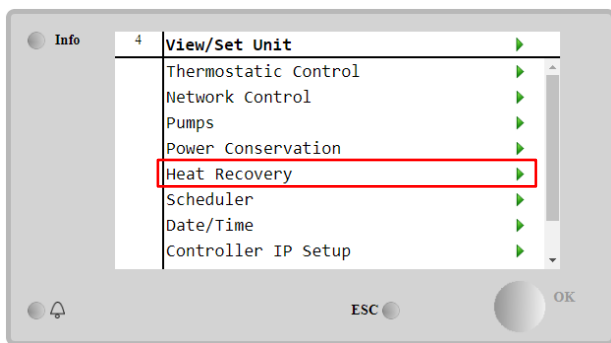 Info
4 View/Set Unit
Thermostatic Control
Network Control
Pumps
Power Conservation
Heat Recovery
Scheduler
Date/Time
Controller IP Setup
ESC
OK